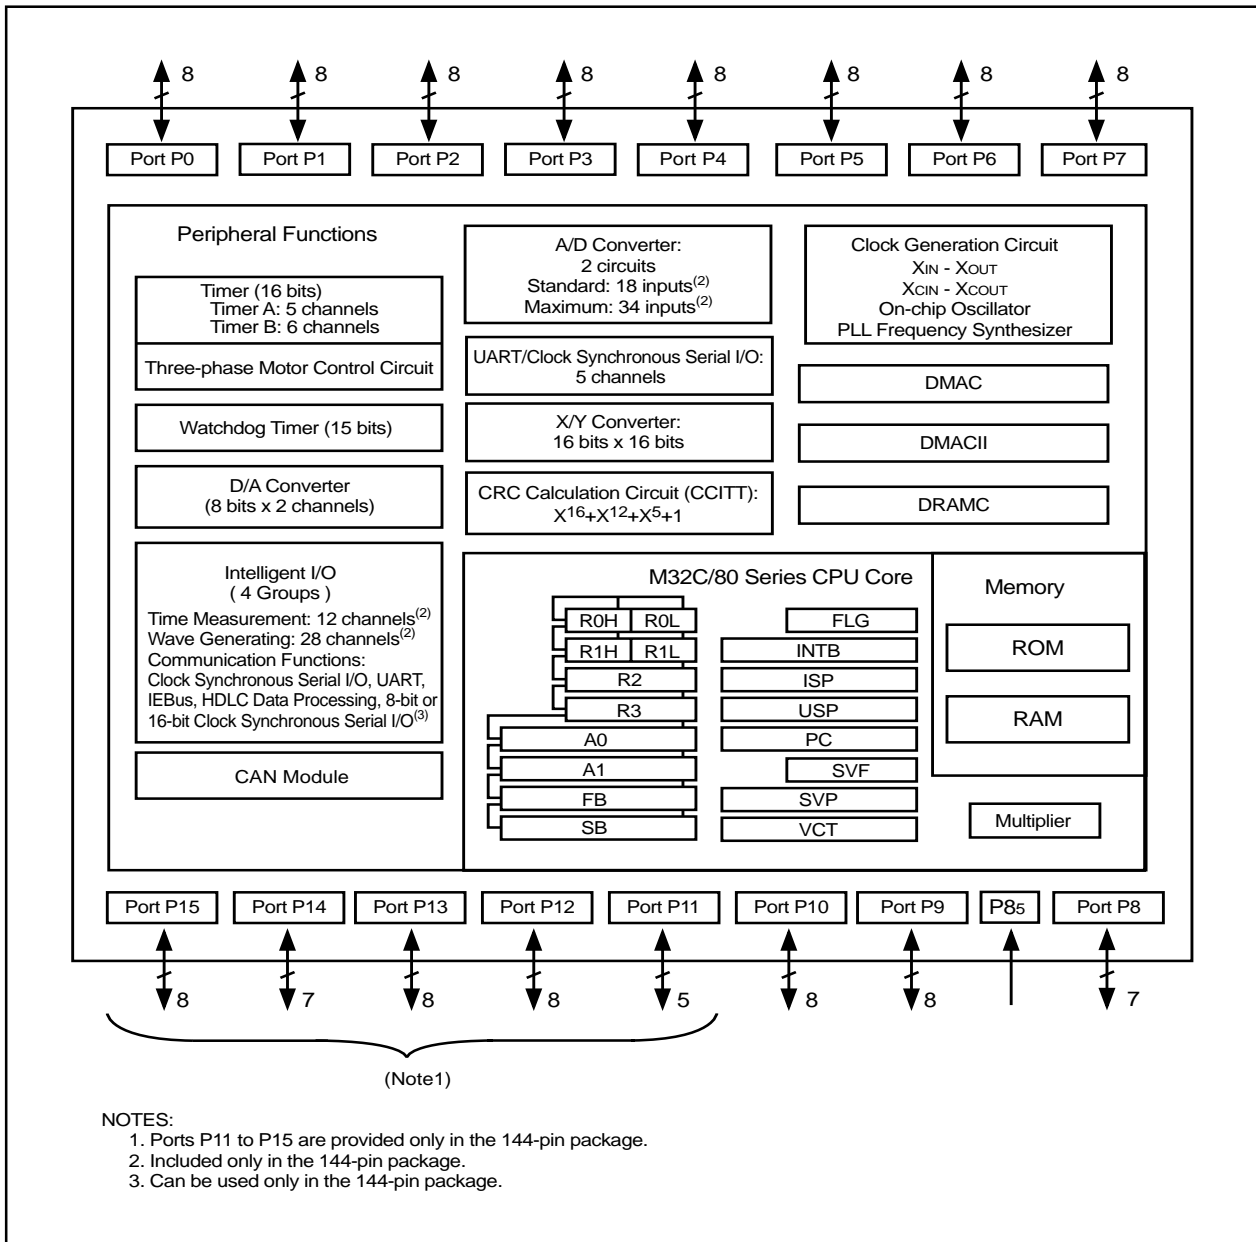 8 8 8 8 8 8 8 8
Port P0 Port P1 Port P2 Port P3 Port P4 Port P5 Port P6 Port P7
Peripheral Functions
Timer (16 bits)
Timer A: 5 channels
Timer B: 6 channels
Three-phase Motor Control Circuit
Watchdog Timer (15 bits)
D/A Converter
(8 bits x 2 channels)
Intelligent I/O
( 4 Groups )
Time Measurement: 12 channels(2)
Wave Generating: 28 channels(2)
Communication Functions:
Clock Synchronous Serial I/O, UART,
IEBus, HDLC Data Processing, 8-bit or
16-bit Clock Synchronous Serial I/O(3)
CAN Module
A/D Converter:
2 circuits
Standard: 18 inputs(2)
Maximum: 34 inputs(2)
UART/Clock Synchronous Serial I/O:
5 channels
X/Y Converter:
16 bits x 16 bits
CRC Calculation Circuit (CCITT):
X16+X12+X5+1
Clock Generation Circuit
XIN - XOUT
XCIN - XCOUT
On-chip Oscillator
PLL Frequency Synthesizer
DMAC
DMACII
DRAMC
M32C/80 Series CPU Core
R0H R0L
R1H R1L
R2
R3
A0
A1
FB
SB
FLG
INTB
ISP
USP
PC
SVF
SVP
VCT
Memory
ROM
RAM
Multiplier
Port P15 Port P14 Port P13 Port P12 Port P11 Port P10 Port P9 P85 Port P8
8 7 8 8 5 8 8 7
(Note1)
NOTES:
1. Ports P11 to P15 are provided only in the 144-pin package.
2. Included only in the 144-pin package.
3. Can be used only in the 144-pin package.